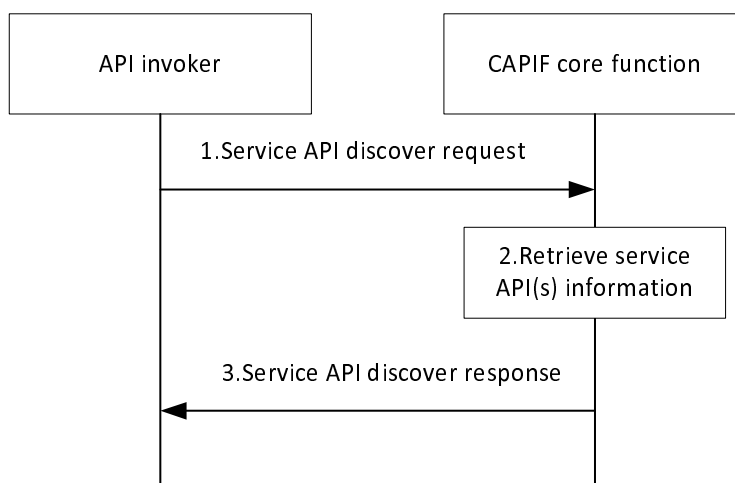 API invoker
CAPIF core function
1.Service API discover request
2.Retrieve service
API(s) information
3.Service API discover response